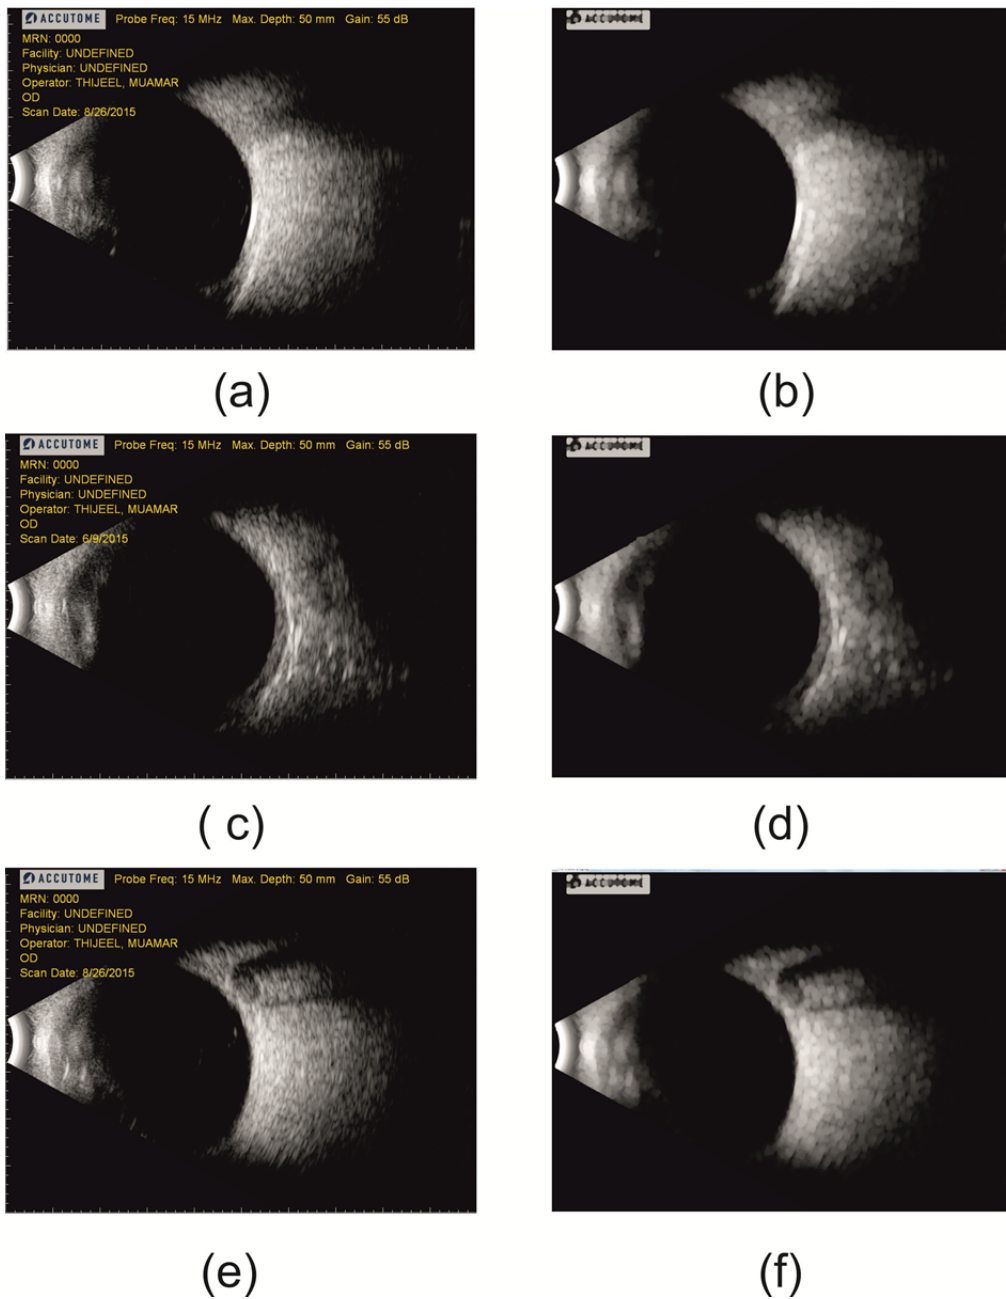 ACCUTOME Probe Freq: 15 MHz Max. Depth: 50 mm Gain: 55 dB
MRN: 0000
Facility: UNDEFINED
Physician: UNDEFINED
Operator: THIJEEL, MUAMAR
OD
Scan Date: 8/26/2015
ACCUTOME
(a)
(b)
ACCUTOME Probe Freq: 15 MHz Max. Depth: 50 mm Gain: 55 dB
MRN: 0000
Facility: UNDEFINED
Physician: UNDEFINED
Operator: THIJEEL, MUAMAR
OD
Scan Date: 6/9/2015
ACCUTOME
( c)
(d)
ACCUTOME Probe Freq: 15 MHz Max. Depth: 50 mm Gain: 55 dB
MRN: 0000
Facility: UNDEFINED
Physician: UNDEFINED
Operator: THIJEEL, MUAMAR
OD
Scan Date: 8/26/2015
ACCUTOME
(e)
(f)